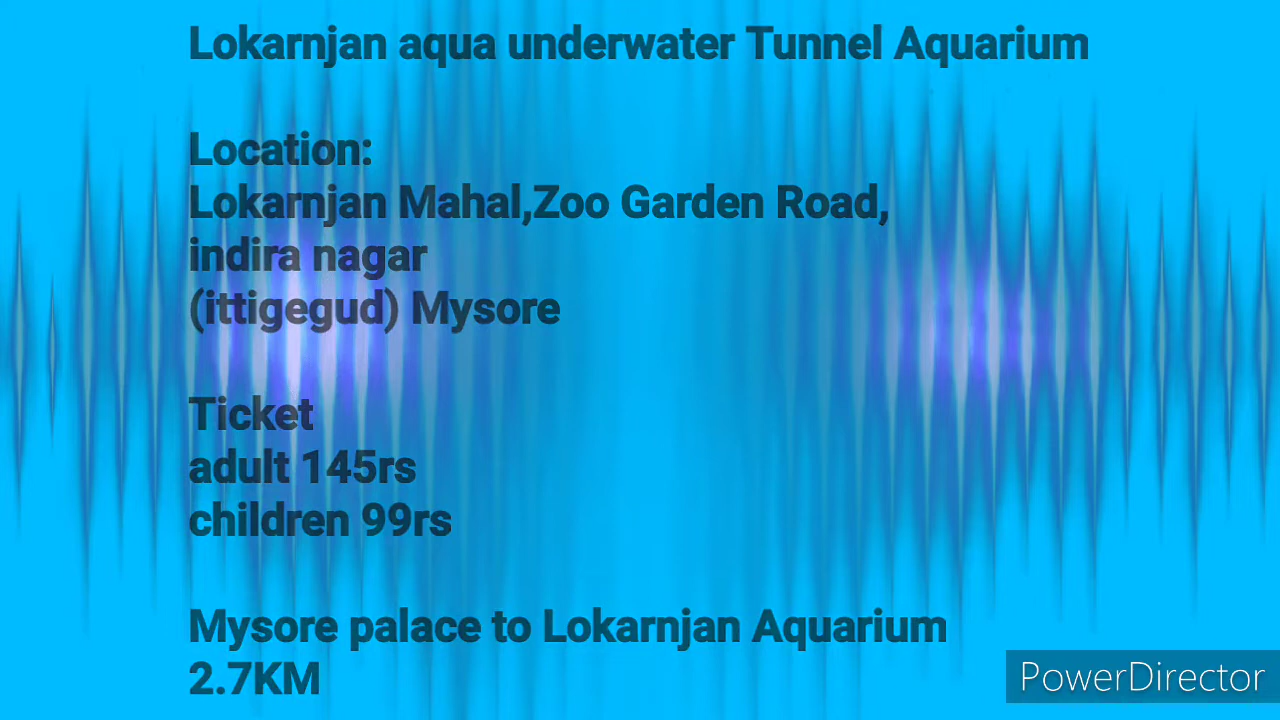 Lokarnjan aqua underwater Tunnel Aquarium
Location:
Lokarnjan Mahal,Zoo Garden Road,
indira nagar
(ittigegud) Mysore
Ticket
adult 145rs
children 99rs
Mysore palace to Lokarnjan Aquarium
2.7KM
PowerDirector